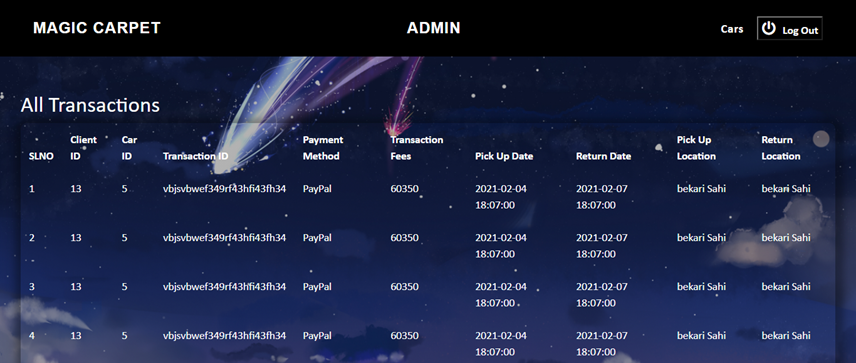 MAGIC CARPET ADMIN Cars Log Out
All Transactions
SLNO Client ID Car ID Transaction ID Payment Method Transaction Fees Pick Up Date Return Date Pick Up Location Return Location
1 13 5 vbjsvbwef349rf43hfi43fh34 PayPal 60350 2021-02-04 18:07:00 2021-02-07 18:07:00 bekari Sahi bekari Sahi
2 13 5 vbjsvbwef349rf43hfi43fh34 PayPal 60350 2021-02-04 18:07:00 2021-02-07 18:07:00 bekari Sahi bekari Sahi
3 13 5 vbjsvbwef349rf43hfi43fh34 PayPal 60350 2021-02-04 18:07:00 2021-02-07 18:07:00 bekari Sahi bekari Sahi
4 13 5 vbjsvbwef349rf43hfi43fh34 PayPal 60350 2021-02-04 18:07:00 2021-02-07 18:07:00 bekari Sahi bekari Sahi